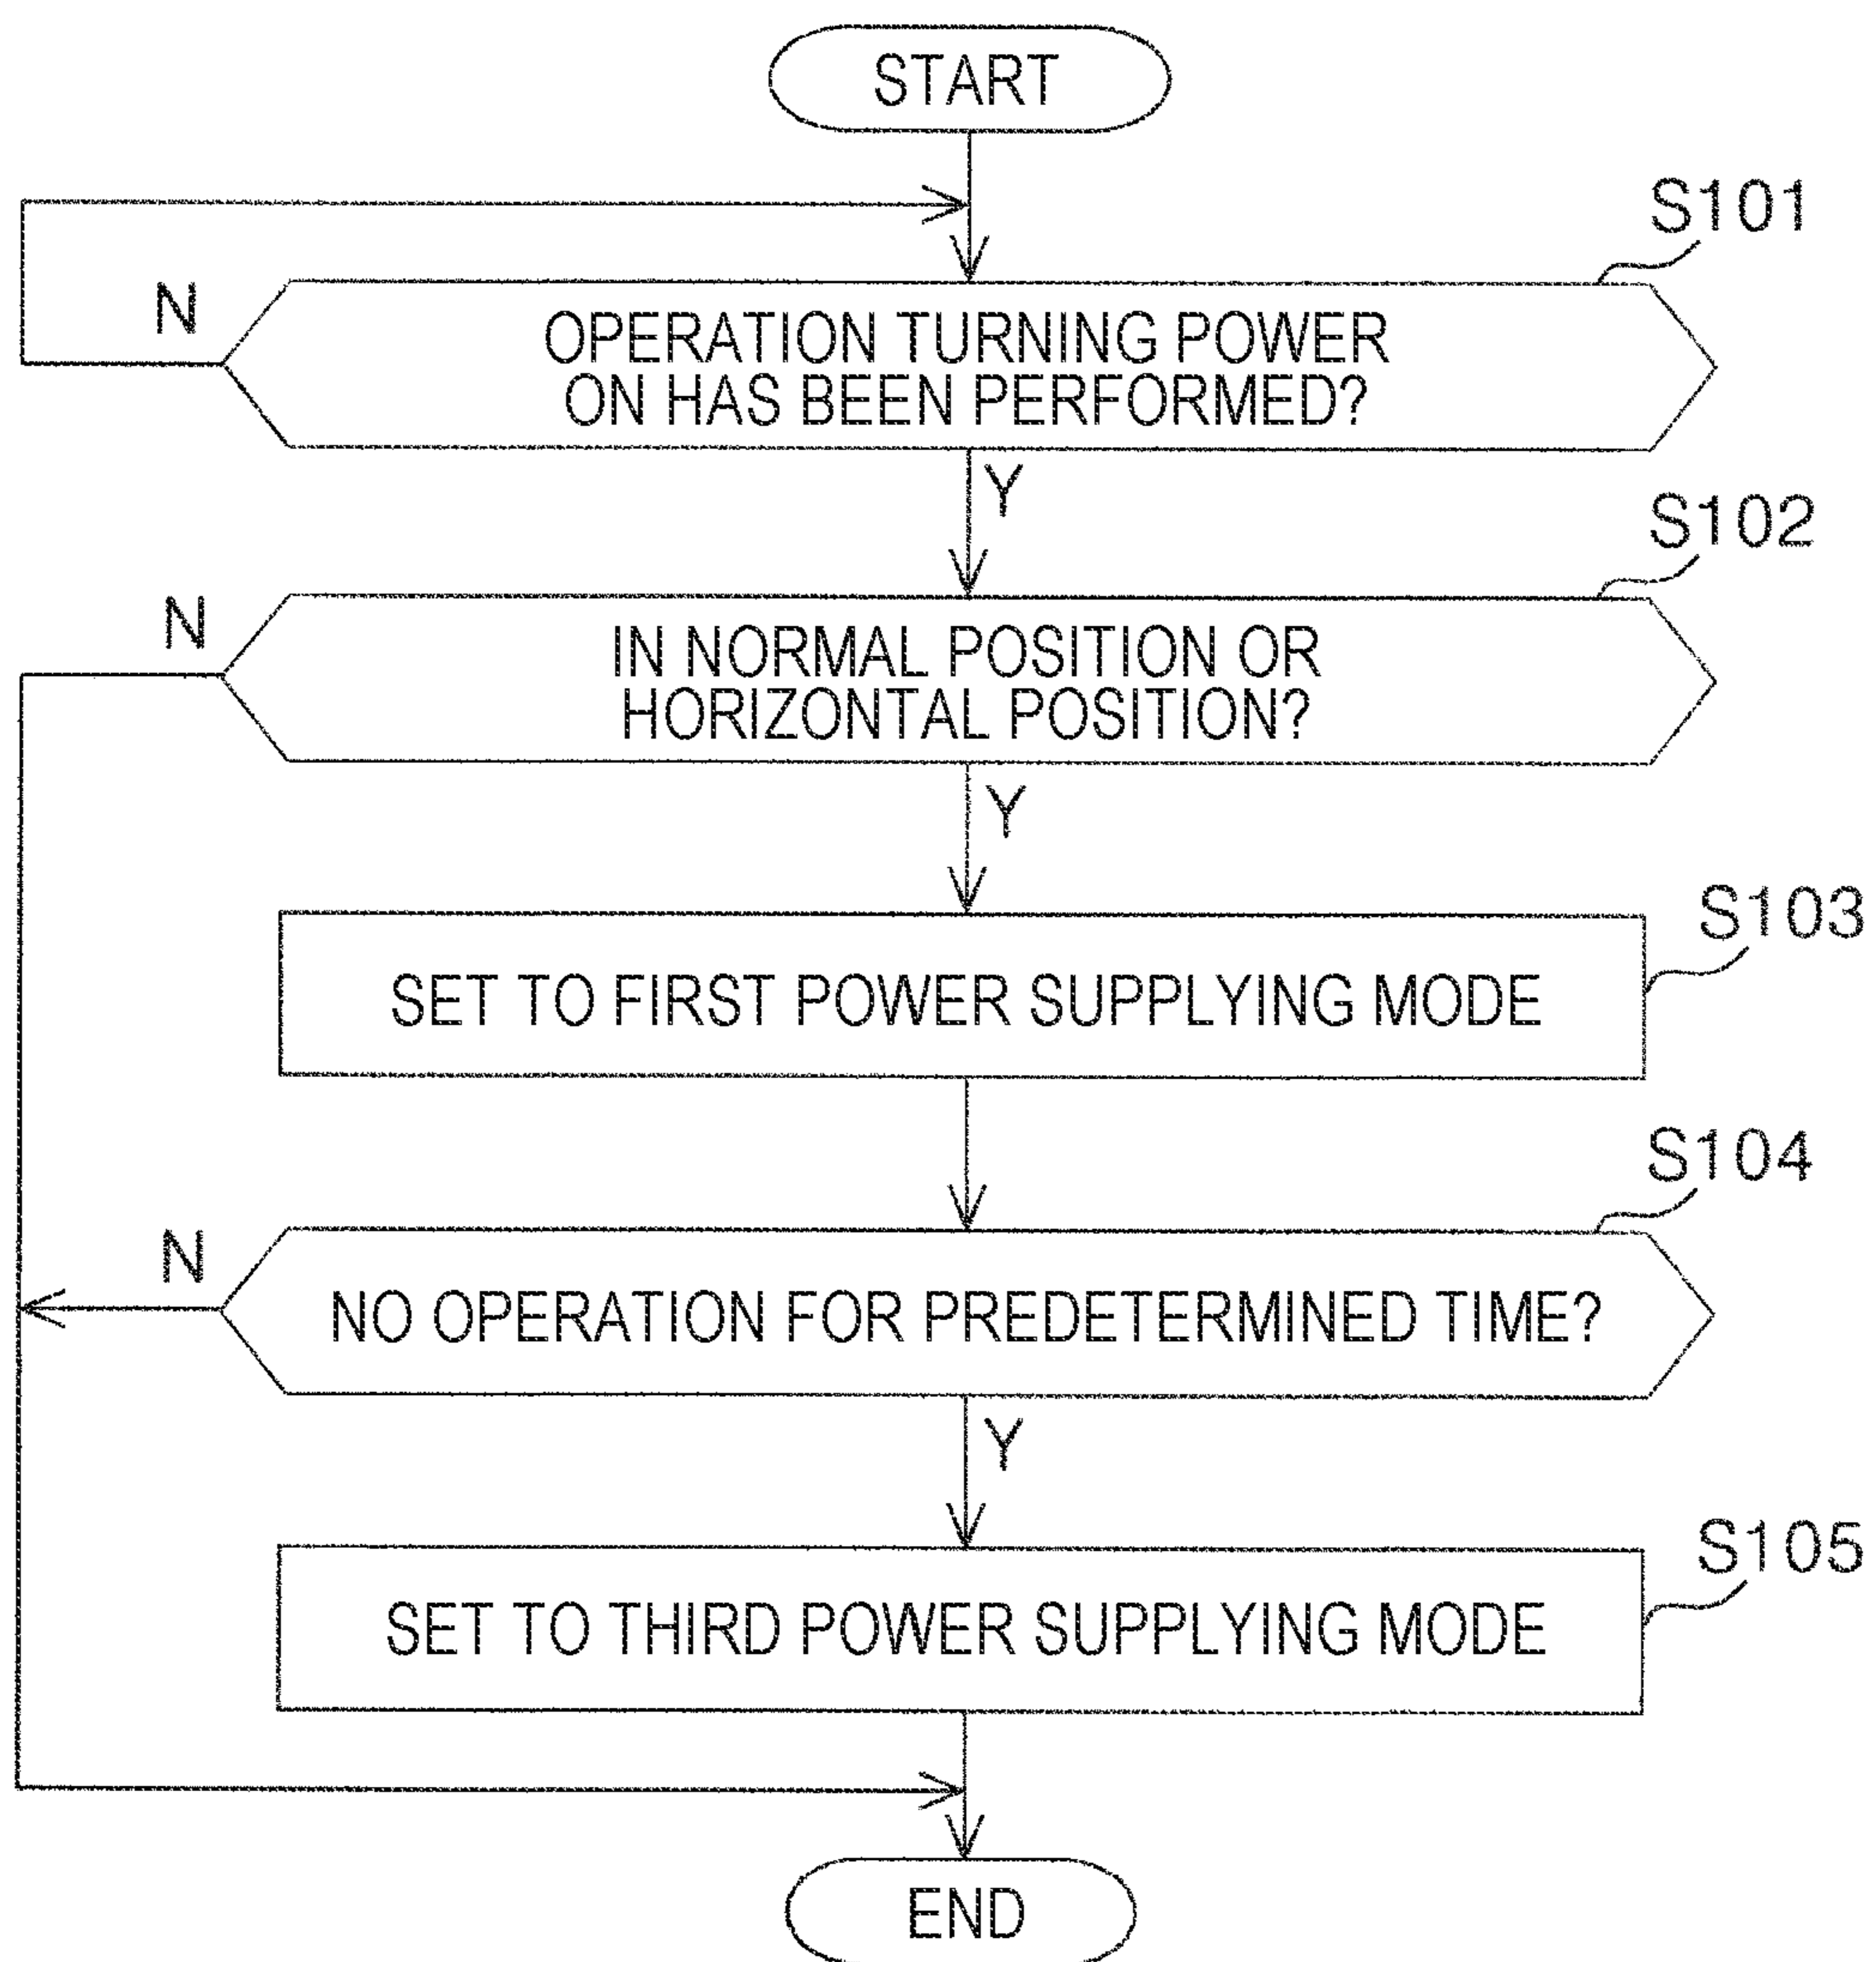 START
S101
N
OPERATION TURNING POWER
ON HAS BEEN PERFORMED?
Y
S102
N
IN NORMAL POSITION OR
HORIZONTAL POSITION?
Y
S103
SET TO FIRST POWER SUPPLYING MODE
S104
N
NO OPERATION FOR PREDETERMINED TIME?
Y
S105
SET TO THIRD POWER SUPPLYING MODE
END